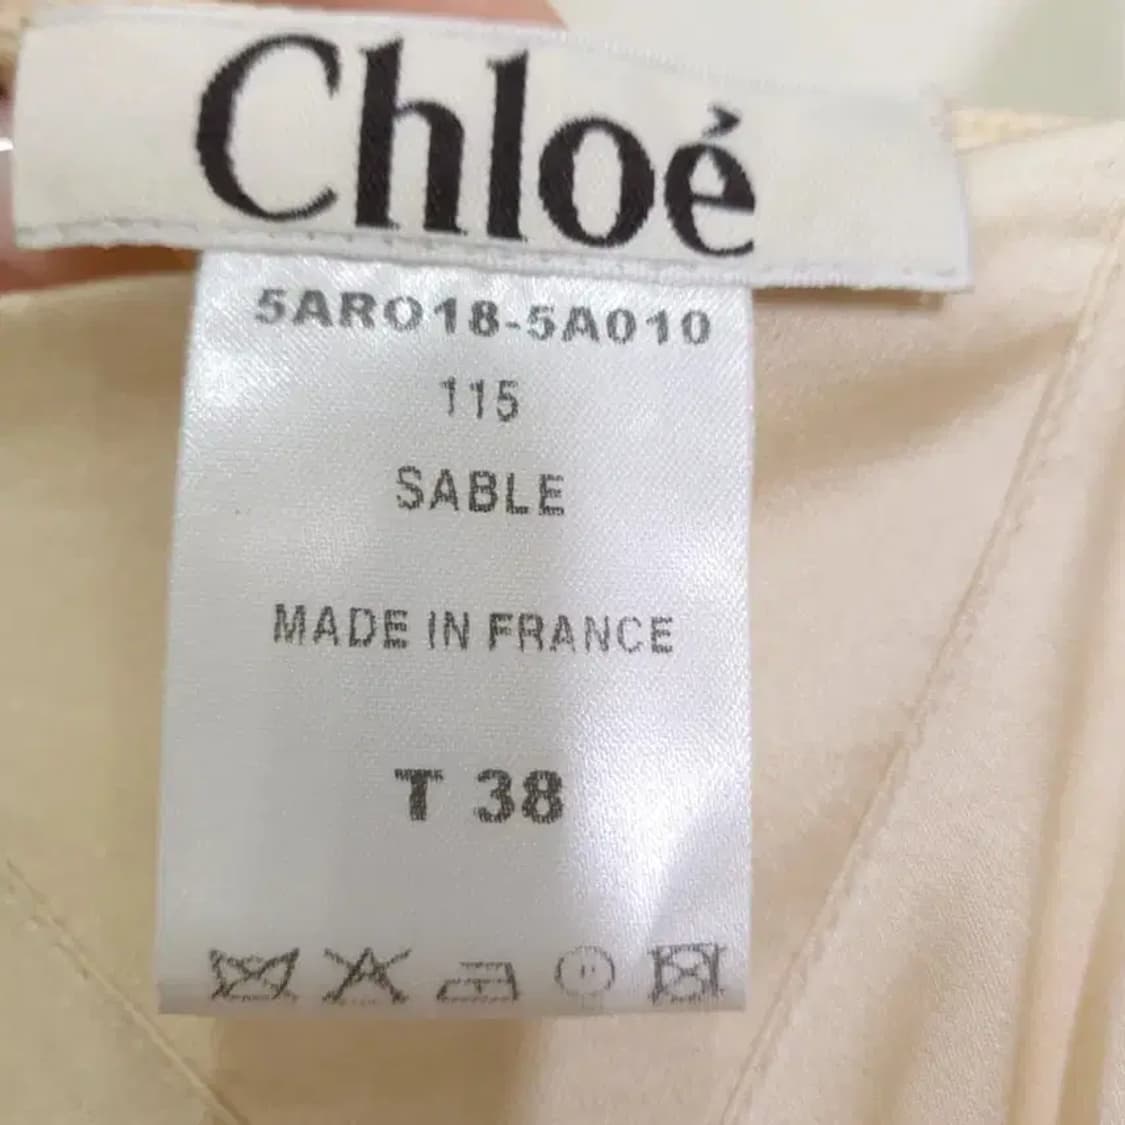 Chloé
5ARO18-5A010
115
SABLE
MADE IN FRANCE
T 38